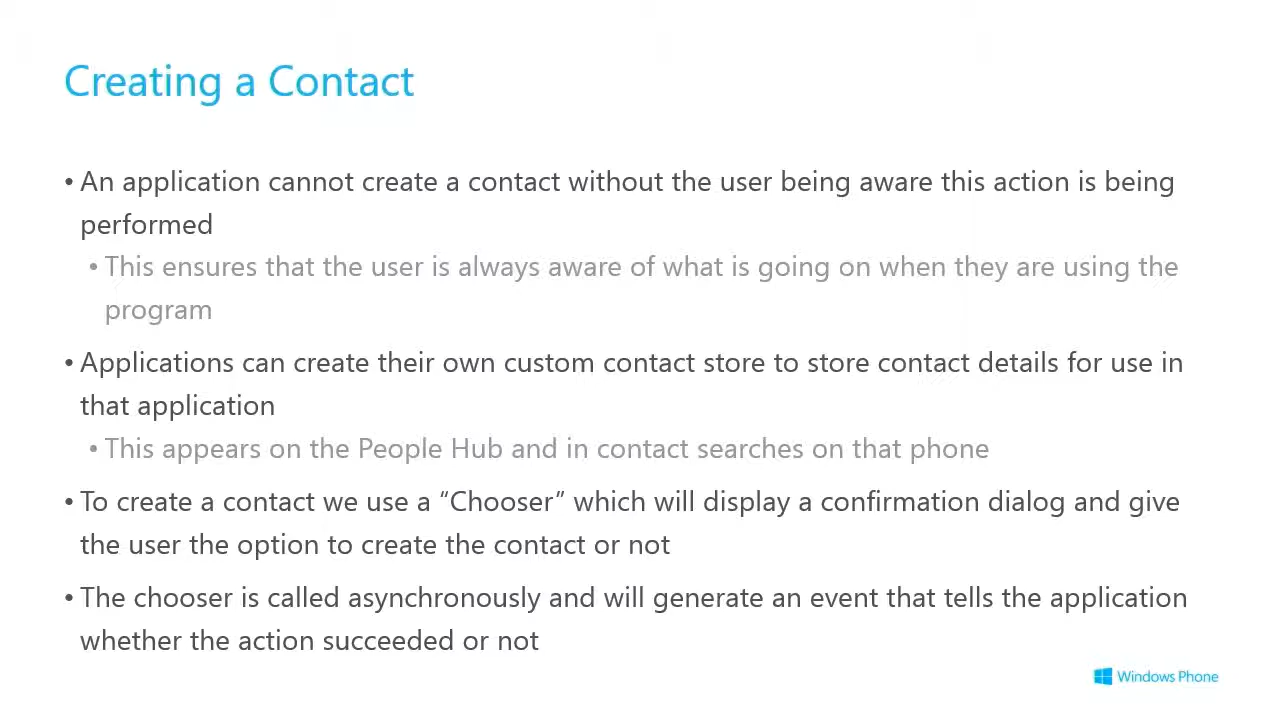 Creating a Contact
• An application cannot create a contact without the user being aware this action is being
performed
• This ensures that the user is always aware of what is going on when they are using the
program
• Applications can create their own custom contact store to store contact details for use in
that application
• This appears on the People Hub and in contact searches on that phone
• To create a contact we use a “Chooser” which will display a confirmation dialog and give
the user the option to create the contact or not
• The chooser is called asynchronously and will generate an event that tells the application
whether the action succeeded or not
Windows Phone